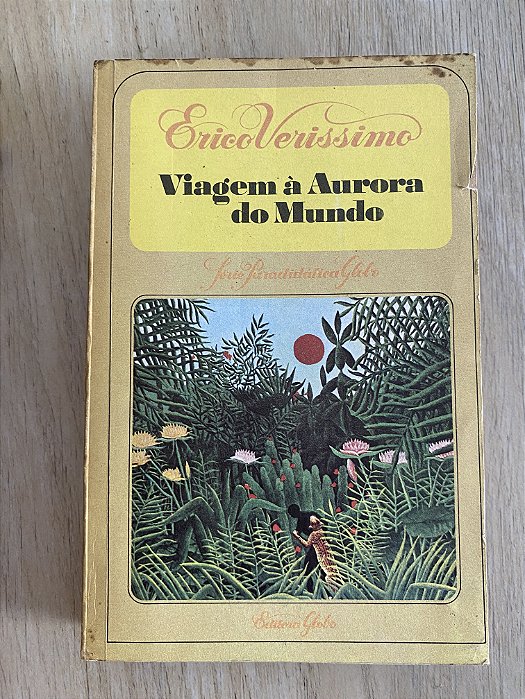 Erico Verissimo
Viagem à Aurora
do Mundo
Série Paradidática Globo
Editora Globo